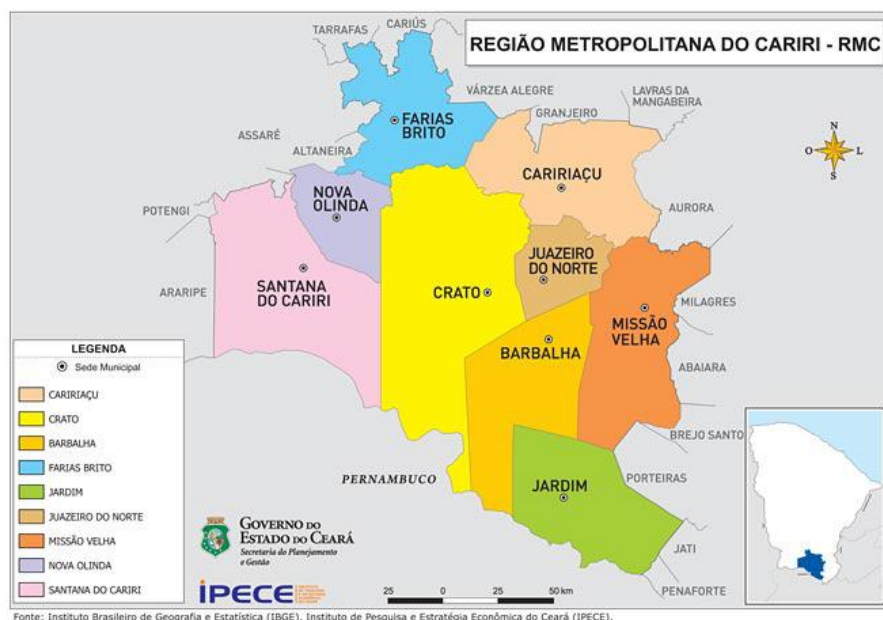 REGIÃO METROPOLITANA DO CARIRI - RMC
CARIÚS
TARRAFAS
VÁRZEA ALEGRE
LAVRAS DA
MANGABEIRA
GRANJEIRO
FARIAS
BRITO
ASSARÉ
ALTANEIRA
N
O
L
S
CARIRIAÇU
NOVA
OLINDA
POTENGI
AURORA
JUAZEIRO
DO NORTE
SANTANA
DO CARIRI
ARARIPE
CRATO
MILAGRES
MISSÃO
VELHA
BARBALHA
ABAIARA
LEGENDA
Sede Municipal
CARIRIAÇU
CRATO
BARBALHA
FARIAS BRITO
JARDIM
JUAZEIRO DO NORTE
MISSÃO VELHA
NOVA OLINDA
SANTANA DO CARIRI
BREJO SANTO
PERNAMBUCO
PORTEIRAS
JARDIM
JATI
PENAFORTE
GOVERNO DO
ESTADO DO CEARÁ
Secretaria do Planejamento
e Gestão
IPECE
25 0 25 50 km
Fonte: Instituto Brasileiro de Geografia e Estatística (IBGE), Instituto de Pesquisa e Estratégia Econômica do Ceará (IPECE).